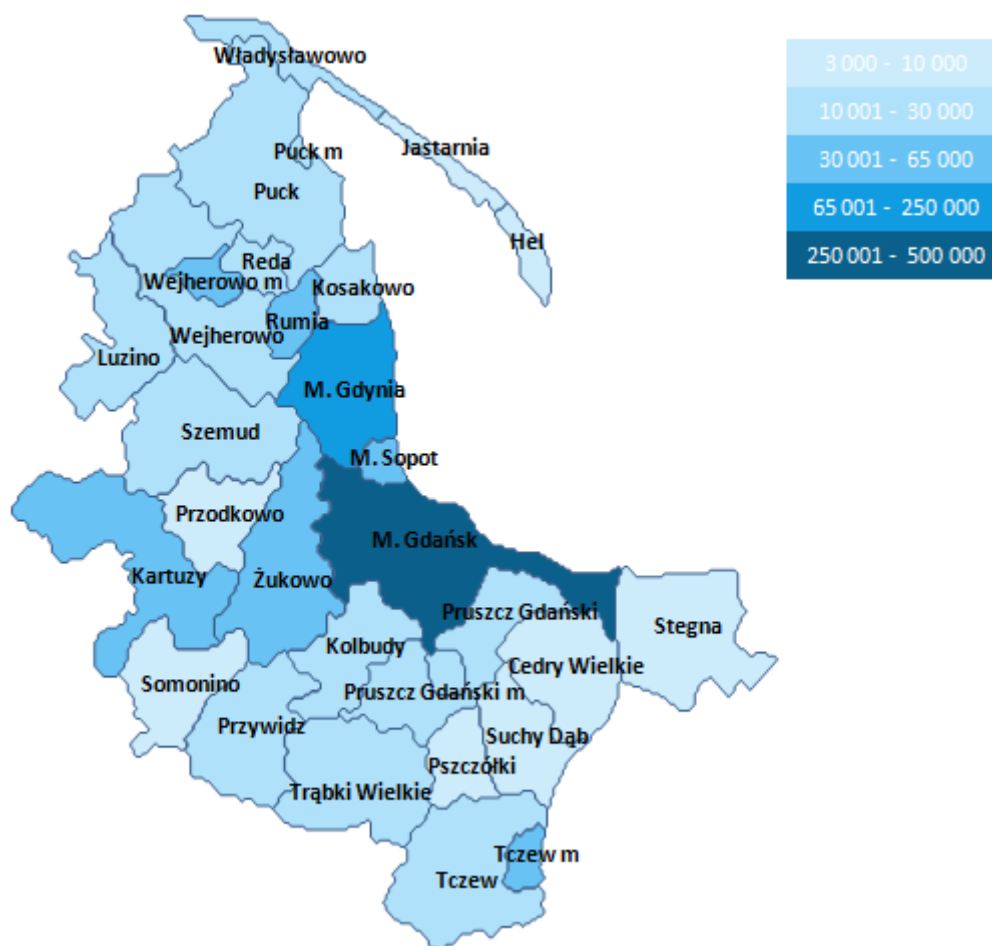 Władysławowo
3 000 - 10 000
10 001 - 30 000
30 001 - 65 000
65 001 - 250 000
250 001 - 500 000
Jastarnia
Puck m
Puck
Hel
Reda
Wejherowo m
Kosakowo
Rumia
Wejherowo
Luzino
M. Gdynia
Szemud
M. Sopot
Przodkowo
M. Gdańsk
Kartuzy
Żukowo
Pruszcz Gdański
Stegna
Kolbudy
Cedry Wielkie
Somonino
Pruszcz Gdański m
Przywidz
Suchy Dąb
Pszczółki
Trąbki Wielkie
Tczew m
Tczew